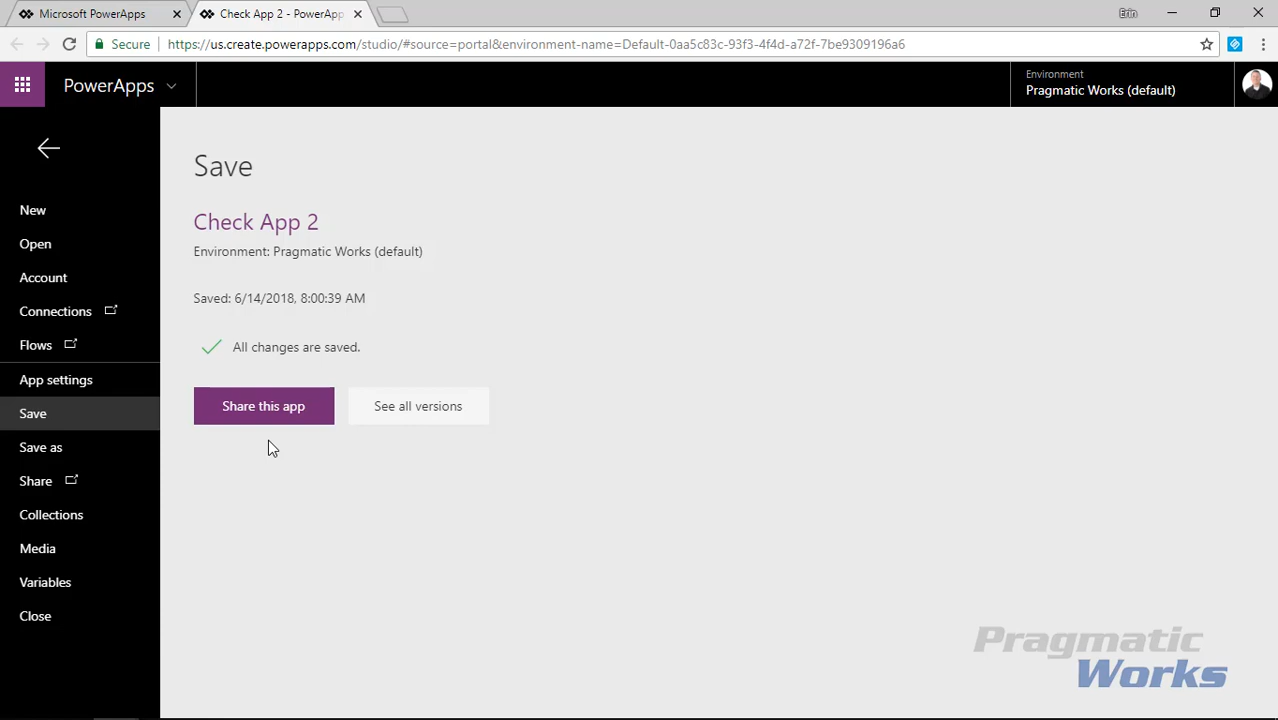 Microsoft PowerApps
Check App 2 - PowerApp
Erin
Secure
https://us.create.powerapps.com/studio/#source=portal&environment-name=Default-0aa5c83c-93f3-4f4d-a72f-7be9309196a6
PowerApps
Environment
Pragmatic Works (default)
New
Open
Account
Connections
Flows
App settings
Save
Save as
Share
Collections
Media
Variables
Close
Save
Check App 2
Environment: Pragmatic Works (default)
Saved: 6/14/2018, 8:00:39 AM
All changes are saved.
Share this app
See all versions
Pragmatic
Works